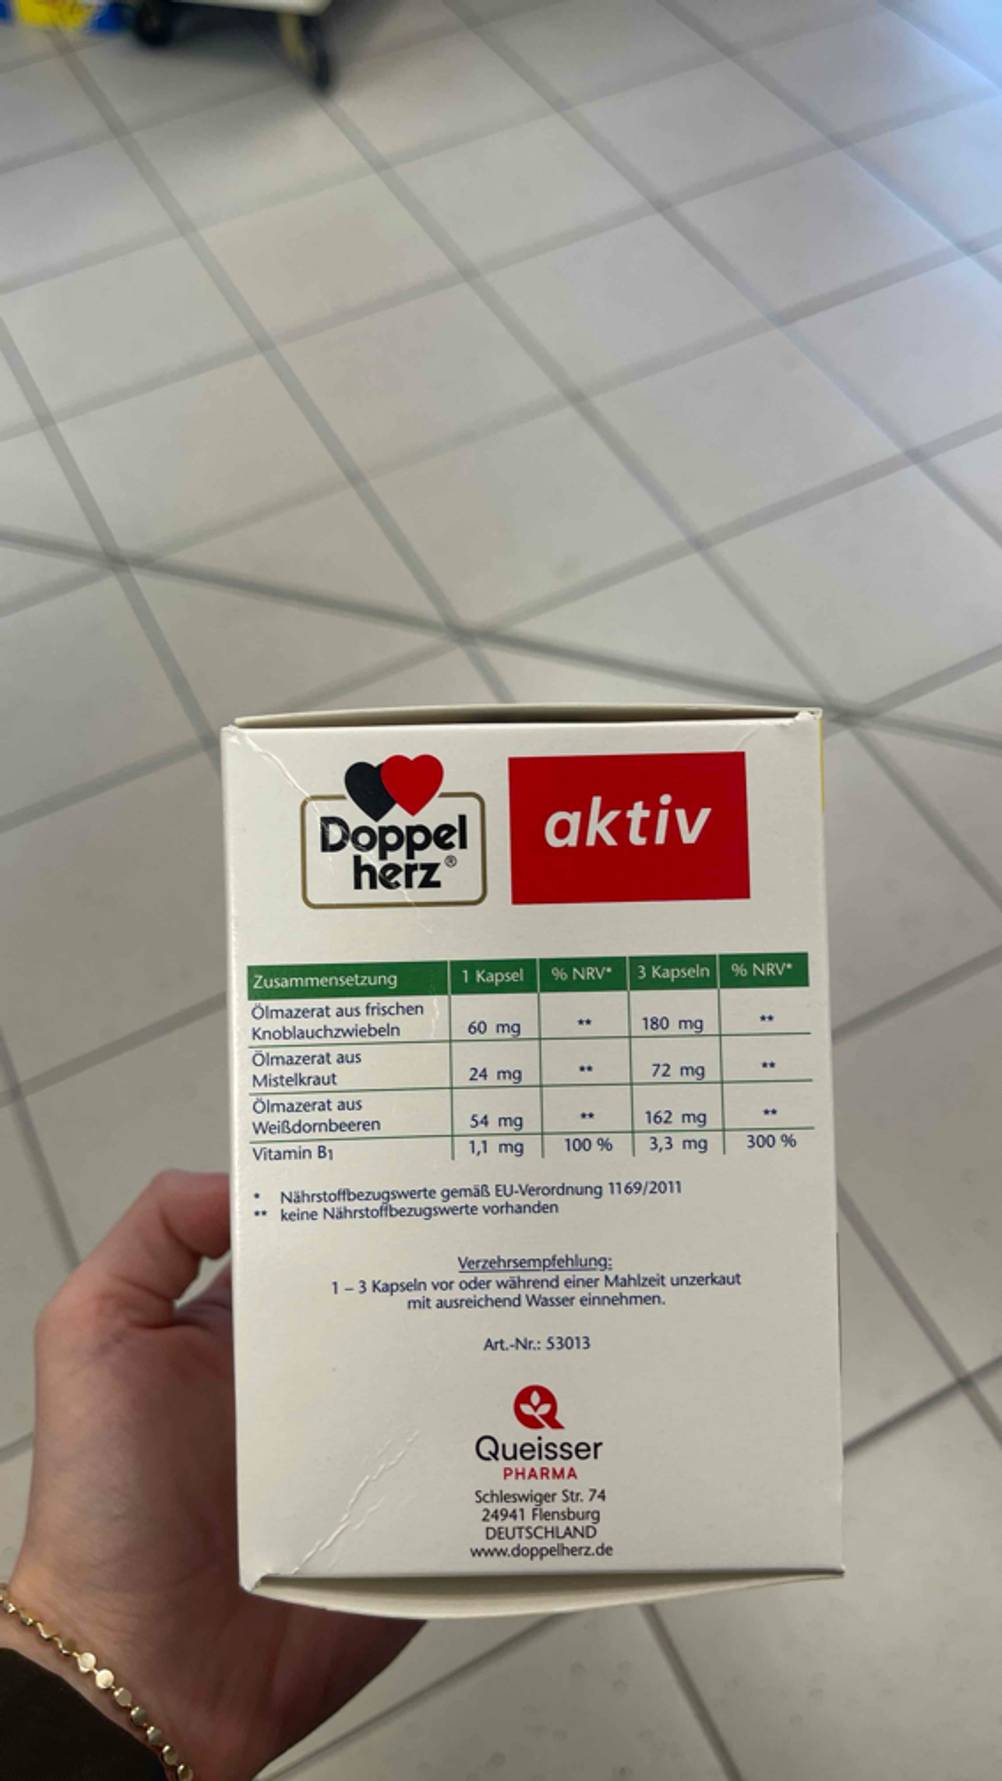 Doppel
herz®
aktiv
Zusammensetzung 1 Kapsel % NRV* 3 Kapseln % NRV*
Ölmazerat aus frischen
Knoblauchzwiebeln 60 mg ** 180 mg **
Ölmazerat aus
Mistelkraut 24 mg ** 72 mg **
Ölmazerat aus
Weißdornbeeren 54 mg ** 162 mg **
Vitamin B1 1,1 mg 100 % 3,3 mg 300 %
* Nährstoffbezugswerte gemäß EU-Verordnung 1169/2011
** keine Nährstoffbezugswerte vorhanden
Verzehrsempfehlung:
1 – 3 Kapseln vor oder während einer Mahlzeit unzerkaut
mit ausreichend Wasser einnehmen.
Art.-Nr.: 53013
Queisser
PHARMA
Schleswiger Str. 74
24941 Flensburg
DEUTSCHLAND
www.doppelherz.de